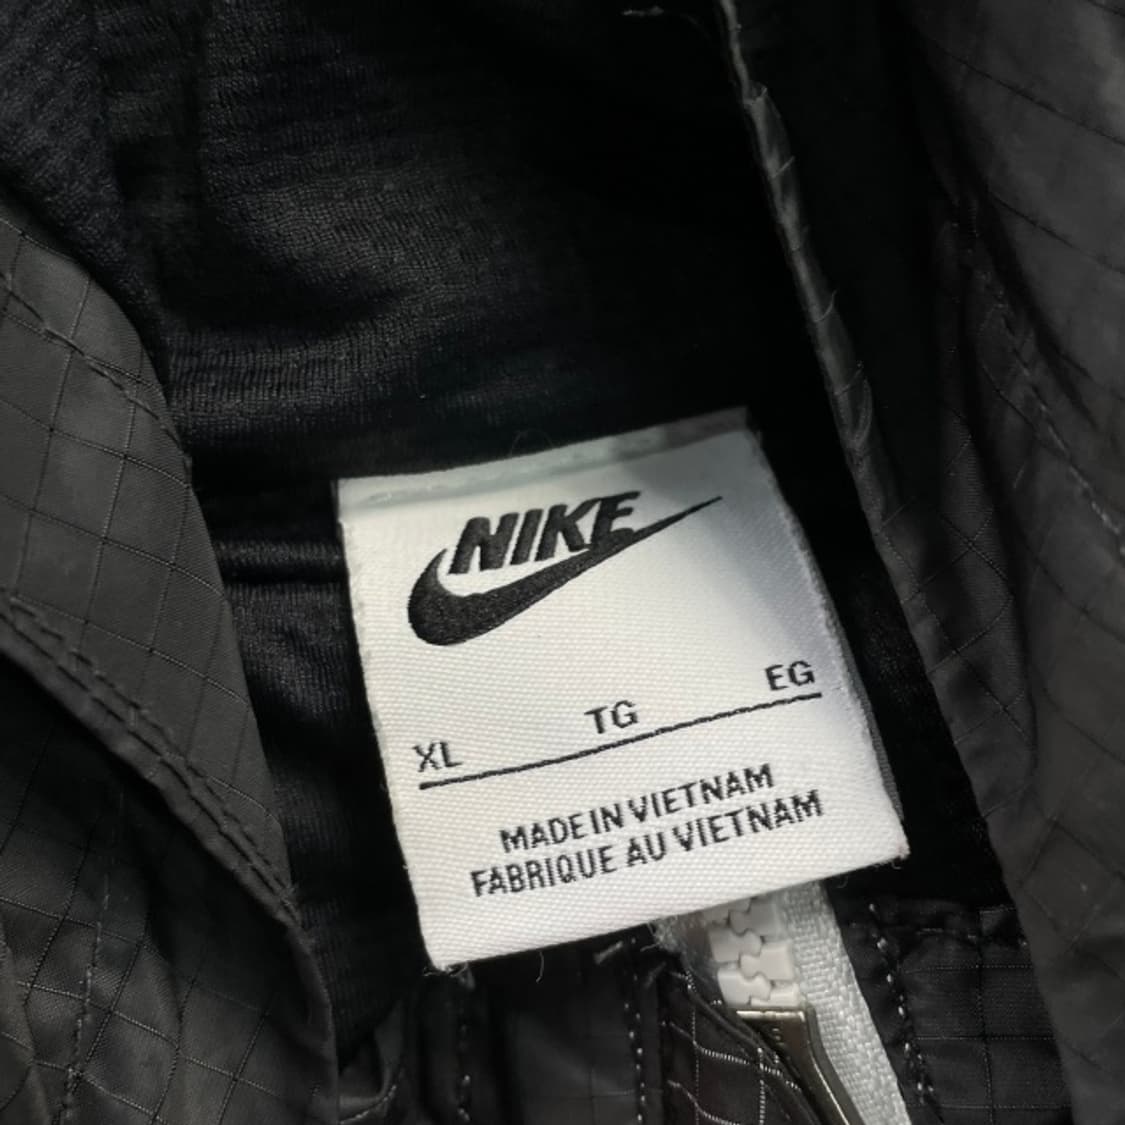 NIKE
XL TG EG
MADE IN VIETNAM
FABRIQUE AU VIETNAM